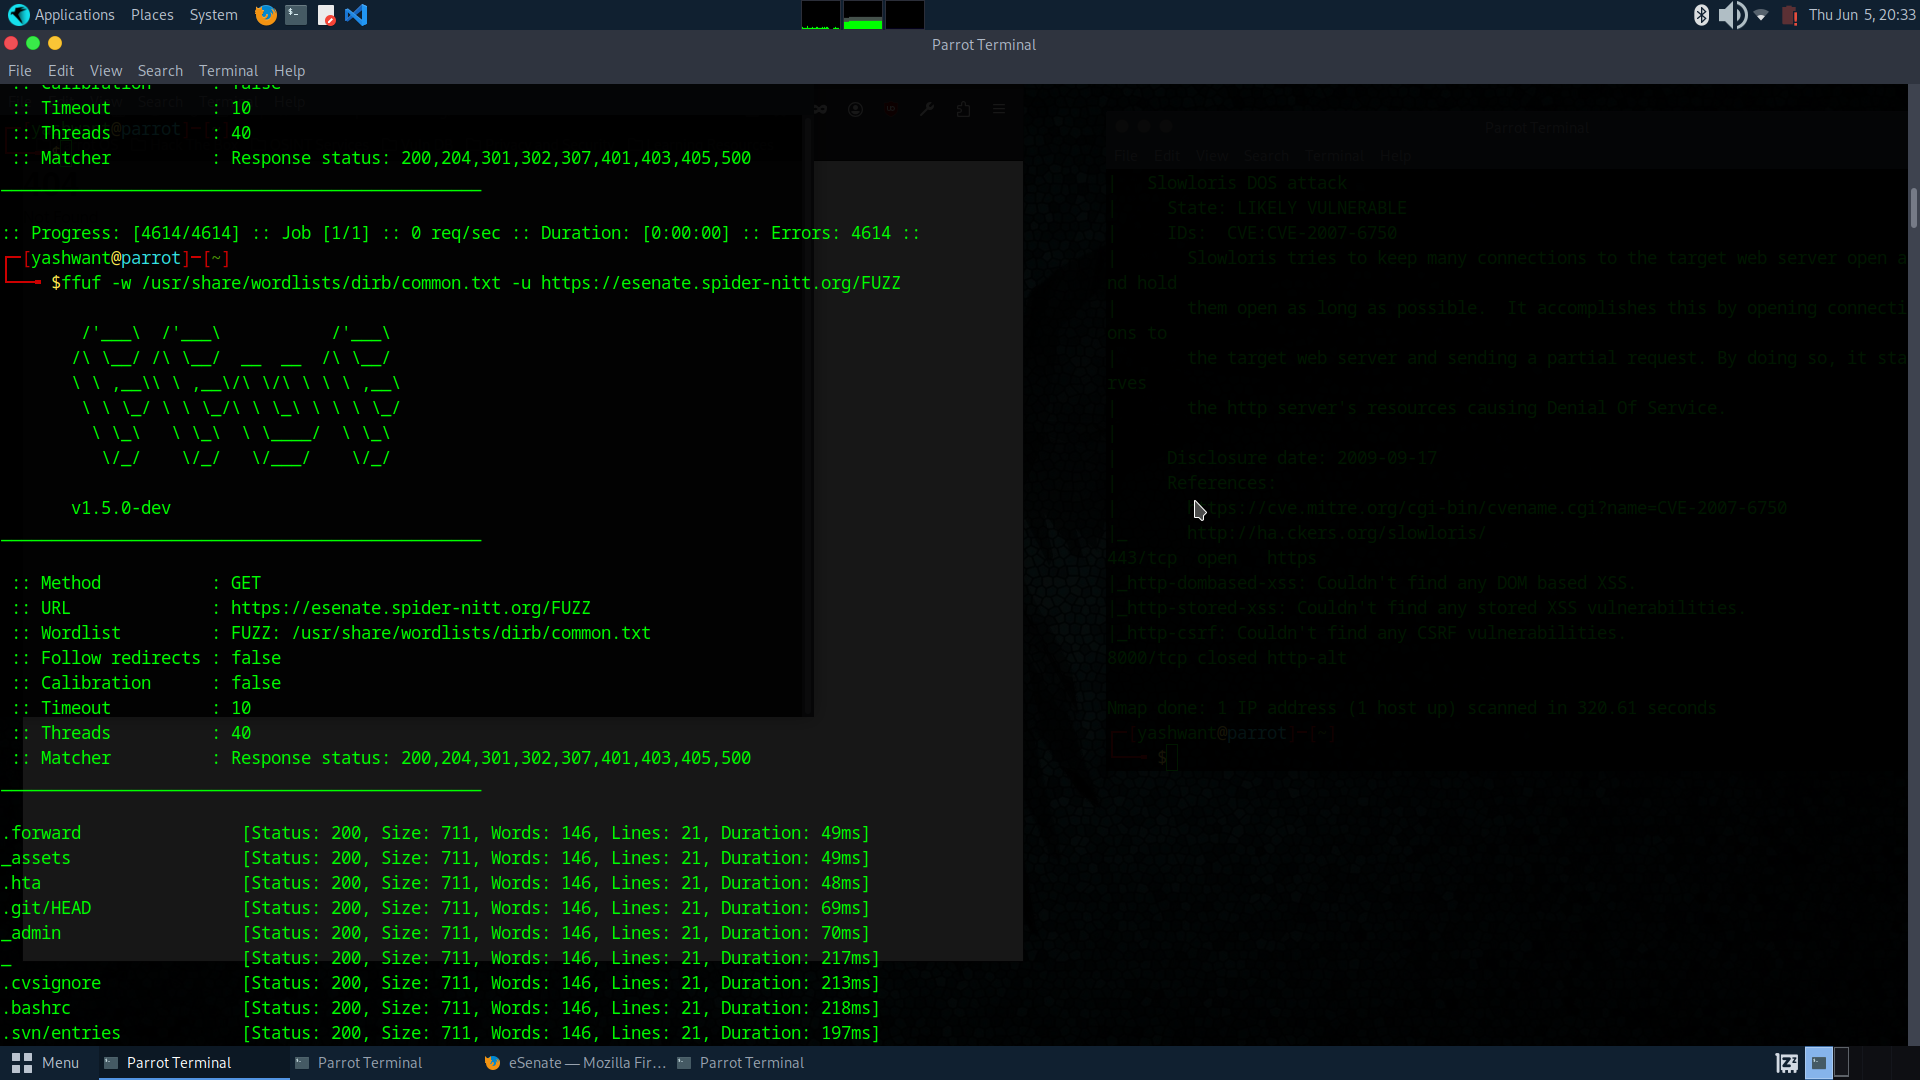 Applications Places System
Thu Jun 5, 20:33
Parrot Terminal
File Edit View Search Terminal Help
:: Calibration : false
:: Timeout : 10
:: Threads : 40
:: Matcher : Response status: 200,204,301,302,307,401,403,405,500
:: Progress: [4614/4614] :: Job [1/1] :: 0 req/sec :: Duration: [0:00:00] :: Errors: 4614 ::
[yashwant@parrot]-[~]
$ffuf -w /usr/share/wordlists/dirb/common.txt -u https://esenate.spider-nitt.org/FUZZ
v1.5.0-dev
:: Method : GET
:: URL : https://esenate.spider-nitt.org/FUZZ
:: Wordlist : FUZZ: /usr/share/wordlists/dirb/common.txt
:: Follow redirects : false
:: Calibration : false
:: Timeout : 10
:: Threads : 40
:: Matcher : Response status: 200,204,301,302,307,401,403,405,500
.forward [Status: 200, Size: 711, Words: 146, Lines: 21, Duration: 49ms]
_assets [Status: 200, Size: 711, Words: 146, Lines: 21, Duration: 49ms]
.hta [Status: 200, Size: 711, Words: 146, Lines: 21, Duration: 48ms]
.git/HEAD [Status: 200, Size: 711, Words: 146, Lines: 21, Duration: 69ms]
_admin [Status: 200, Size: 711, Words: 146, Lines: 21, Duration: 70ms]
_ [Status: 200, Size: 711, Words: 146, Lines: 21, Duration: 217ms]
.cvsignore [Status: 200, Size: 711, Words: 146, Lines: 21, Duration: 213ms]
.bashrc [Status: 200, Size: 711, Words: 146, Lines: 21, Duration: 218ms]
.svn/entries [Status: 200, Size: 711, Words: 146, Lines: 21, Duration: 197ms]
Parrot Terminal
File Edit View Search Terminal Help
| Slowloris DOS attack
| State: LIKELY VULNERABLE
| IDs: CVE:CVE-2007-6750
| Slowloris tries to keep many connections to the target web server open a
nd hold
| them open as long as possible. It accomplishes this by opening connecti
ons to
| the target web server and sending a partial request. By doing so, it sta
rves
| the http server's resources causing Denial Of Service.
|
| Disclosure date: 2009-09-17
| References:
| https://cve.mitre.org/cgi-bin/cvename.cgi?name=CVE-2007-6750
|_ http://ha.ckers.org/slowloris/
443/tcp open https
|_http-dombased-xss: Couldn't find any DOM based XSS.
|_http-stored-xss: Couldn't find any stored XSS vulnerabilities.
|_http-csrf: Couldn't find any CSRF vulnerabilities.
8000/tcp closed http-alt
Nmap done: 1 IP address (1 host up) scanned in 320.61 seconds
[yashwant@parrot]-[~]
$
Menu Parrot Terminal Parrot Terminal eSenate — Mozilla Fir... Parrot Terminal